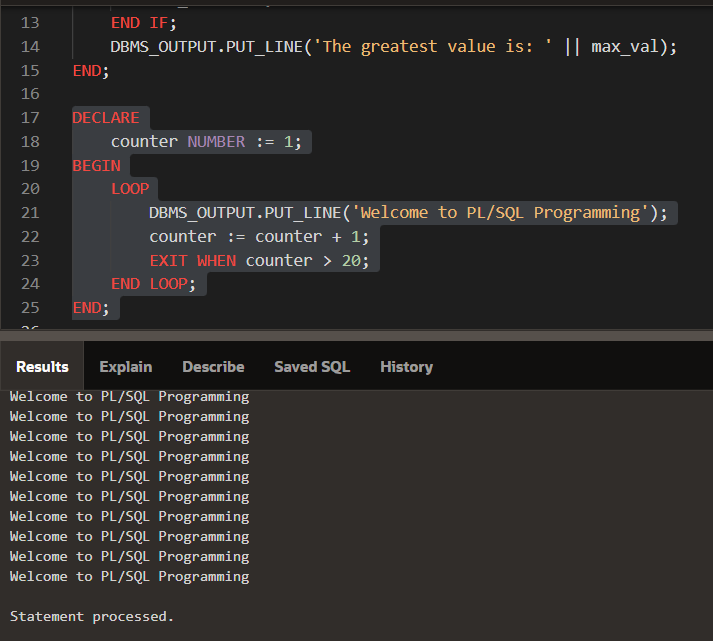 13 END IF;
14 DBMS_OUTPUT.PUT_LINE('The greatest value is: ' || max_val);
15 END;
16
17 DECLARE
18 counter NUMBER := 1;
19 BEGIN
20 LOOP
21 DBMS_OUTPUT.PUT_LINE('Welcome to PL/SQL Programming');
22 counter := counter + 1;
23 EXIT WHEN counter > 20;
24 END LOOP;
25 END;
Results Explain Describe Saved SQL History
Welcome to PL/SQL Programming
Welcome to PL/SQL Programming
Welcome to PL/SQL Programming
Welcome to PL/SQL Programming
Welcome to PL/SQL Programming
Welcome to PL/SQL Programming
Welcome to PL/SQL Programming
Welcome to PL/SQL Programming
Welcome to PL/SQL Programming
Welcome to PL/SQL Programming
Statement processed.